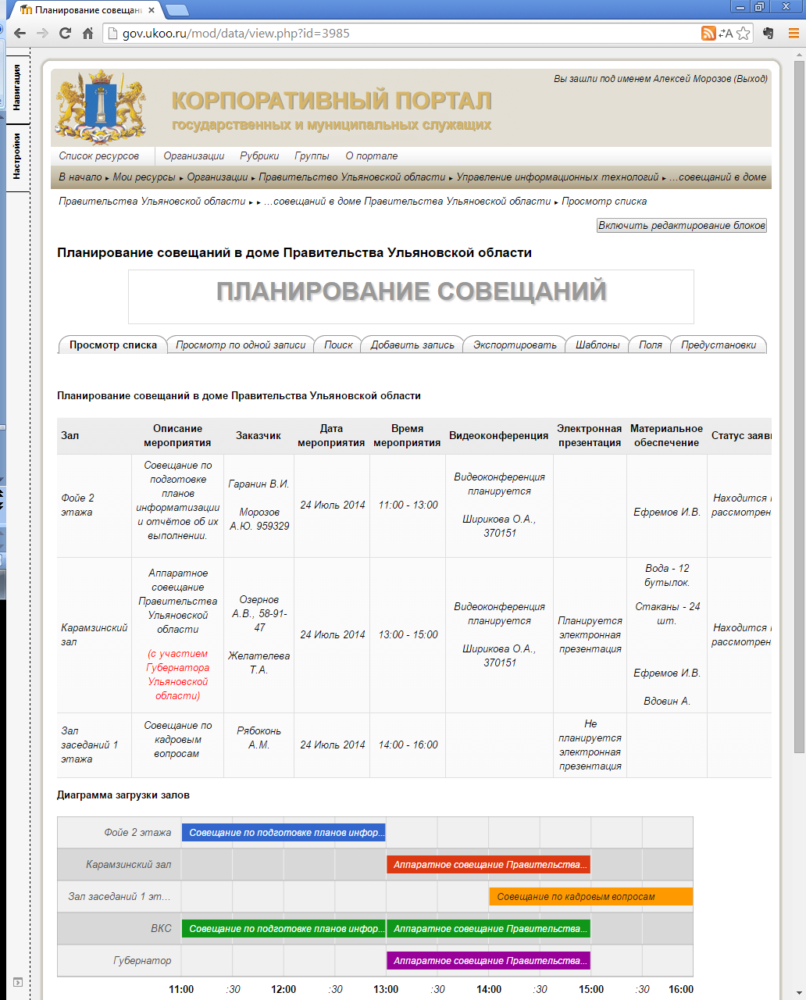 Планирование совещани
gov.ukoo.ru/mod/data/view.php?id=3985
Навигация
Настройки
Вы зашли под именем Алексей Морозов (Выход)
КОРПОРАТИВНЫЙ ПОРТАЛ
государственных и муниципальных служащих
Список ресурсов Организации Рубрики Группы О портале
В начало ► Мои ресурсы ► Организации ► Правительство Ульяновской области ► Управление информационных технологий ► ...совещаний в доме
Правительства Ульяновской области ► ► ...совещаний в доме Правительства Ульяновской области ► Просмотр списка
Включить редактирование блоков
Планирование совещаний в доме Правительства Ульяновской области
ПЛАНИРОВАНИЕ СОВЕЩАНИЙ
Просмотр списка Просмотр по одной записи Поиск Добавить запись Экспортировать Шаблоны Поля Предустановки
Планирование совещаний в доме Правительства Ульяновской области
Зал
Описание
мероприятия
Заказчик
Дата
мероприятия
Время
мероприятия
Видеоконференция
Электронная
презентация
Материальное
обеспечение
Статус заяв
Фойе 2
этажа
Совещание по
подготовке
планов
информатизации
и отчётов об их
выполнении.
Гаранин В.И.
Морозов
А.Ю. 959329
24 Июль 2014
11:00 - 13:00
Видеоконференция
планируется
Ширикова О.А.,
370151
Ефремов И.В.
Находится
рассмотрен
Карамзинский
зал
Аппаратное
совещание
Правительства
Ульяновской
области
(с участием
Губернатора
Ульяновской
области)
Озернов
А.В., 58-91-
47
Желателева
Т.А.
24 Июль 2014
13:00 - 15:00
Видеоконференция
планируется
Ширикова О.А.,
370151
Планируется
электронная
презентация
Вода - 12
бутылок.
Стаканы - 24
шт.
Ефремов И.В.
Вдовин А.
Находится
рассмотрен
Зал
заседаний 1
этажа
Совещание по
кадровым
вопросам
Рябоконь
А.М.
24 Июль 2014
14:00 - 16:00
Не
планируется
электронная
презентация
Диаграмма загрузки залов
Фойе 2 этажа Совещание по подготовке планов инфор...
Карамзинский зал Аппаратное совещание Правительства...
Зал заседаний 1 эт... Совещание по кадровым вопросам
ВКС Совещание по подготовке планов инфор... Аппаратное совещание Правительства...
Губернатор Аппаратное совещание Правительства...
11:00 :30 12:00 :30 13:00 :30 14:00 :30 15:00 :30 16:00